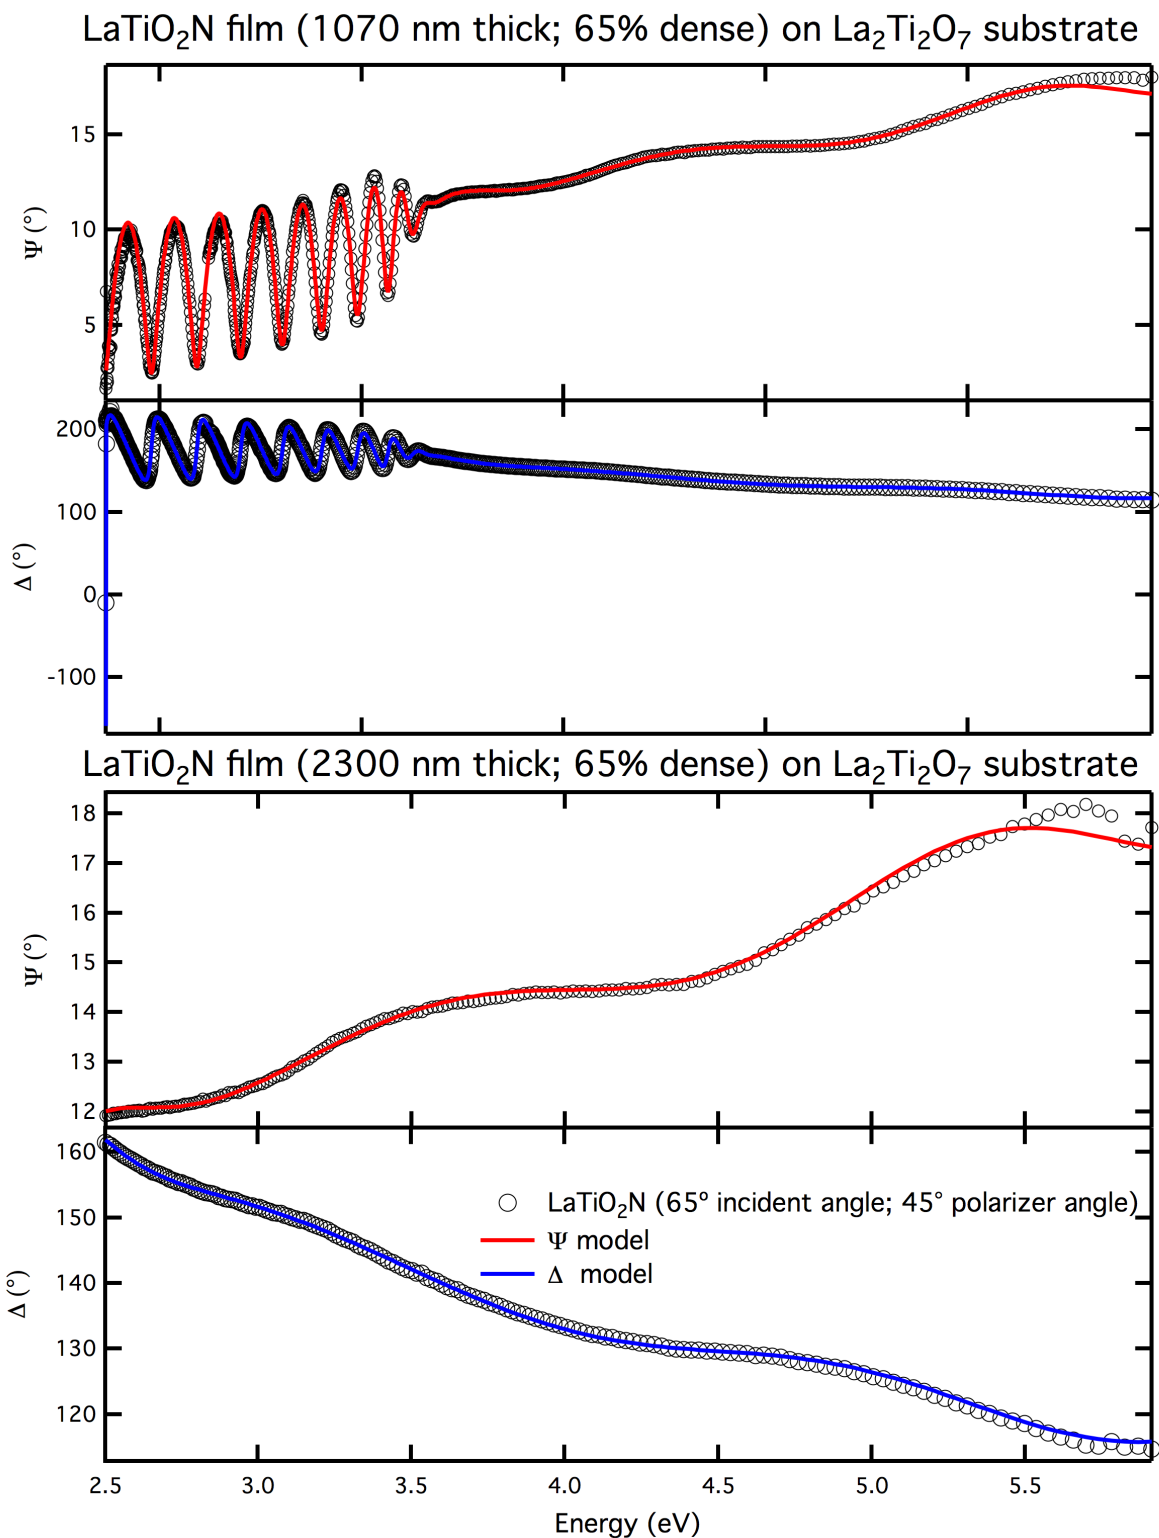 LaTiO₂N film (1070 nm thick; 65% dense) on La₂Ti₂O₇ substrate
15
10
5
Ψ (°)
200
100
0
-100
Δ (°)
LaTiO₂N film (2300 nm thick; 65% dense) on La₂Ti₂O₇ substrate
18
17
16
15
14
13
12
Ψ (°)
160
150
140
130
120
Δ (°)
LaTiO₂N (65º incident angle; 45° polarizer angle)
Ψ model
Δ model
2.5 3.0 3.5 4.0 4.5 5.0 5.5
Energy (eV)